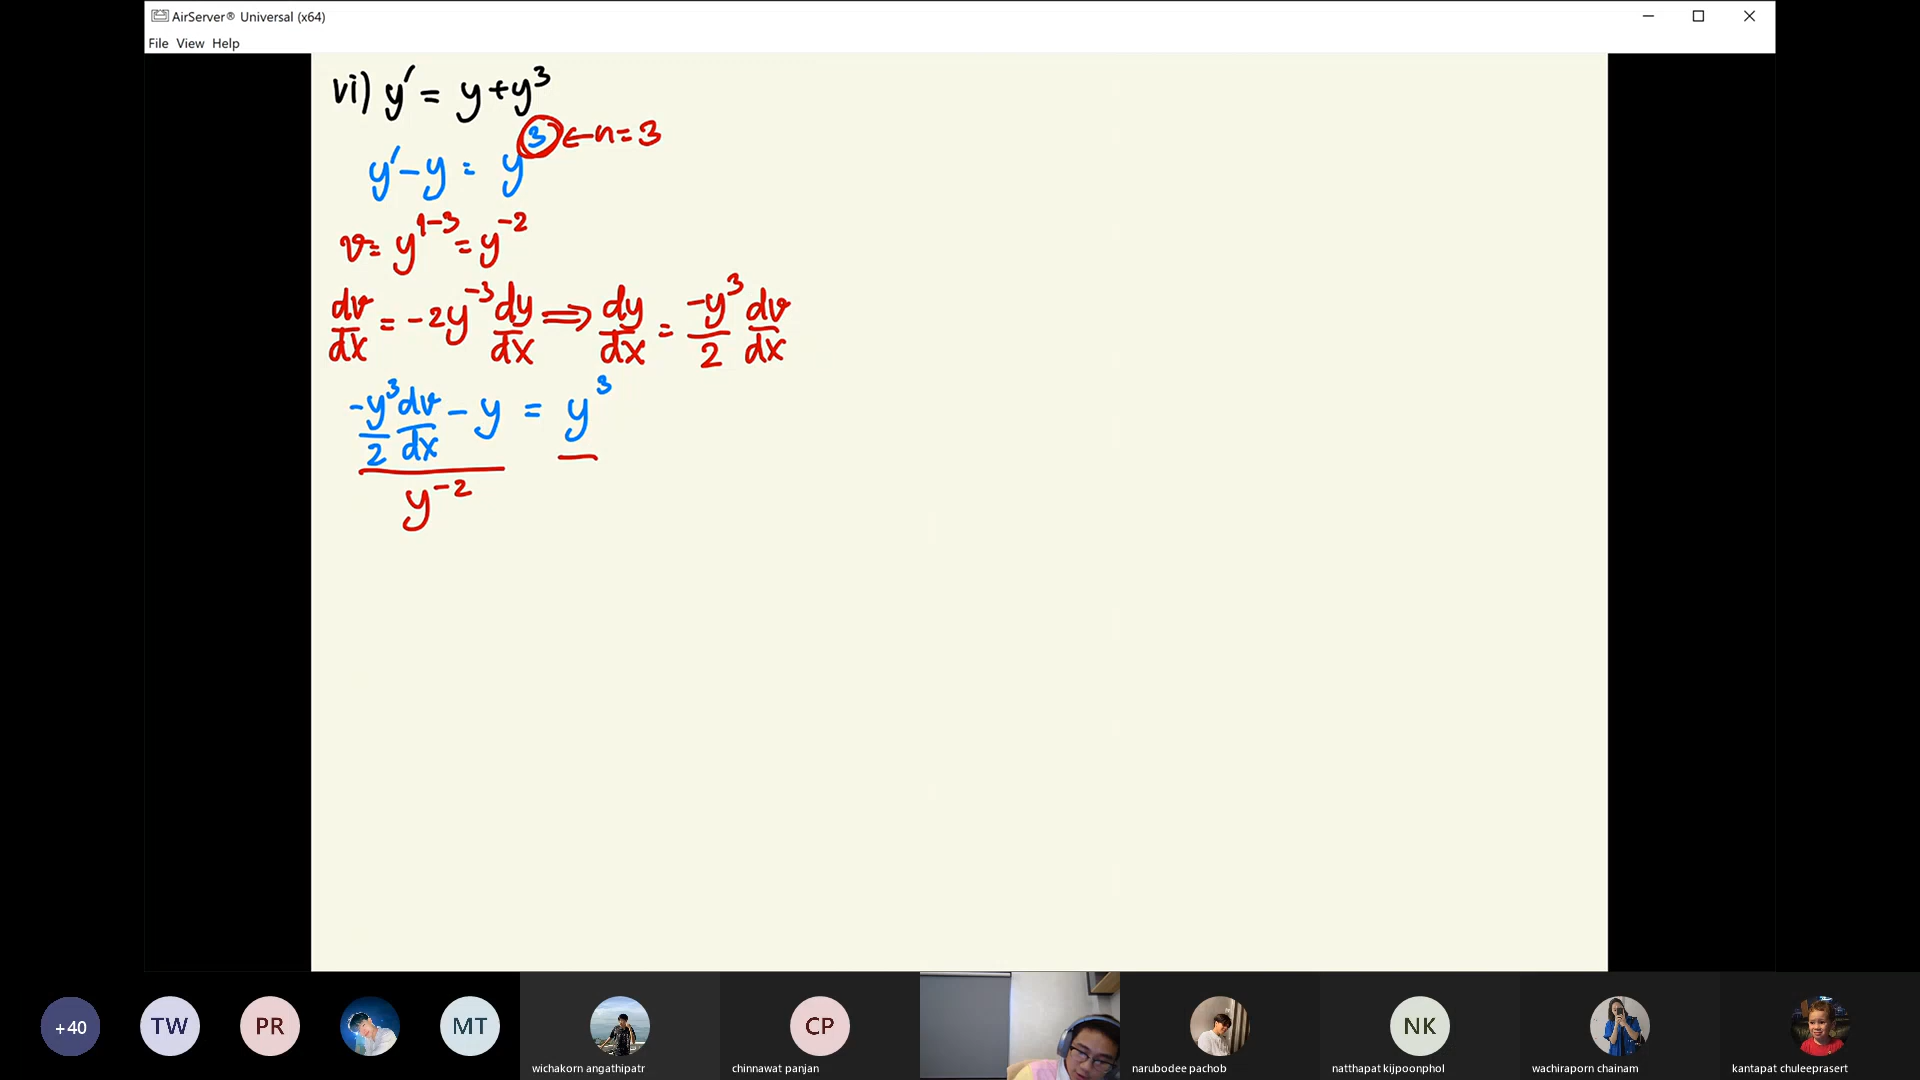 AirServer® Universal (x64)
File View Help
vi) y′ = y + y³
y′ - y = y³ ← n = 3
v = y¹⁻³ = y⁻²
dv/dx = -2y⁻³ dy/dx ⟹ dy/dx = -y³/2 dv/dx
-y³/2 dv/dx - y = y³
y⁻²
+40 TW PR MT CP NK
wichakorn angathipatr chinnawat panjan narubodee pachob natthapat kijpoonphol wachiraporn chainam kantapat chuleeprasert